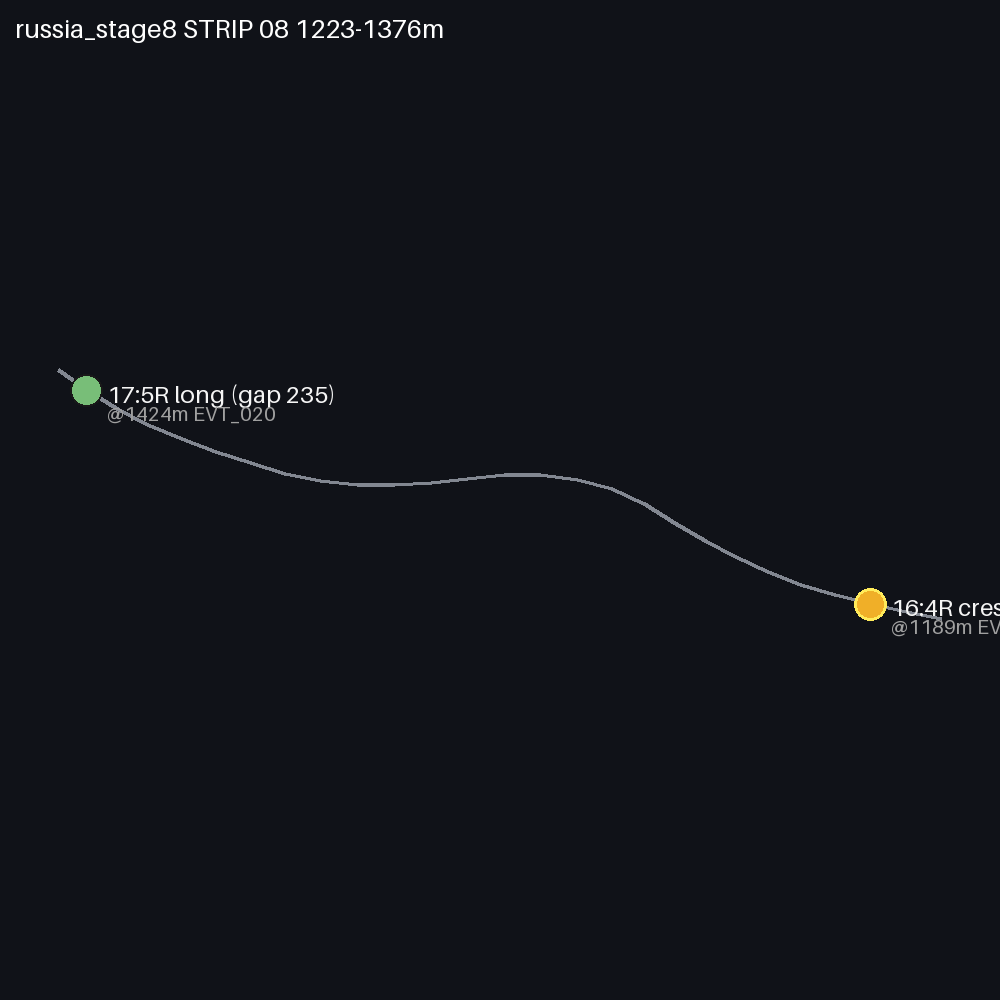 russia_stage8 STRIP 08 1223-1376m
17:5R long (gap 235)
@1424m EVT_020
16:4R cres
@1189m EV